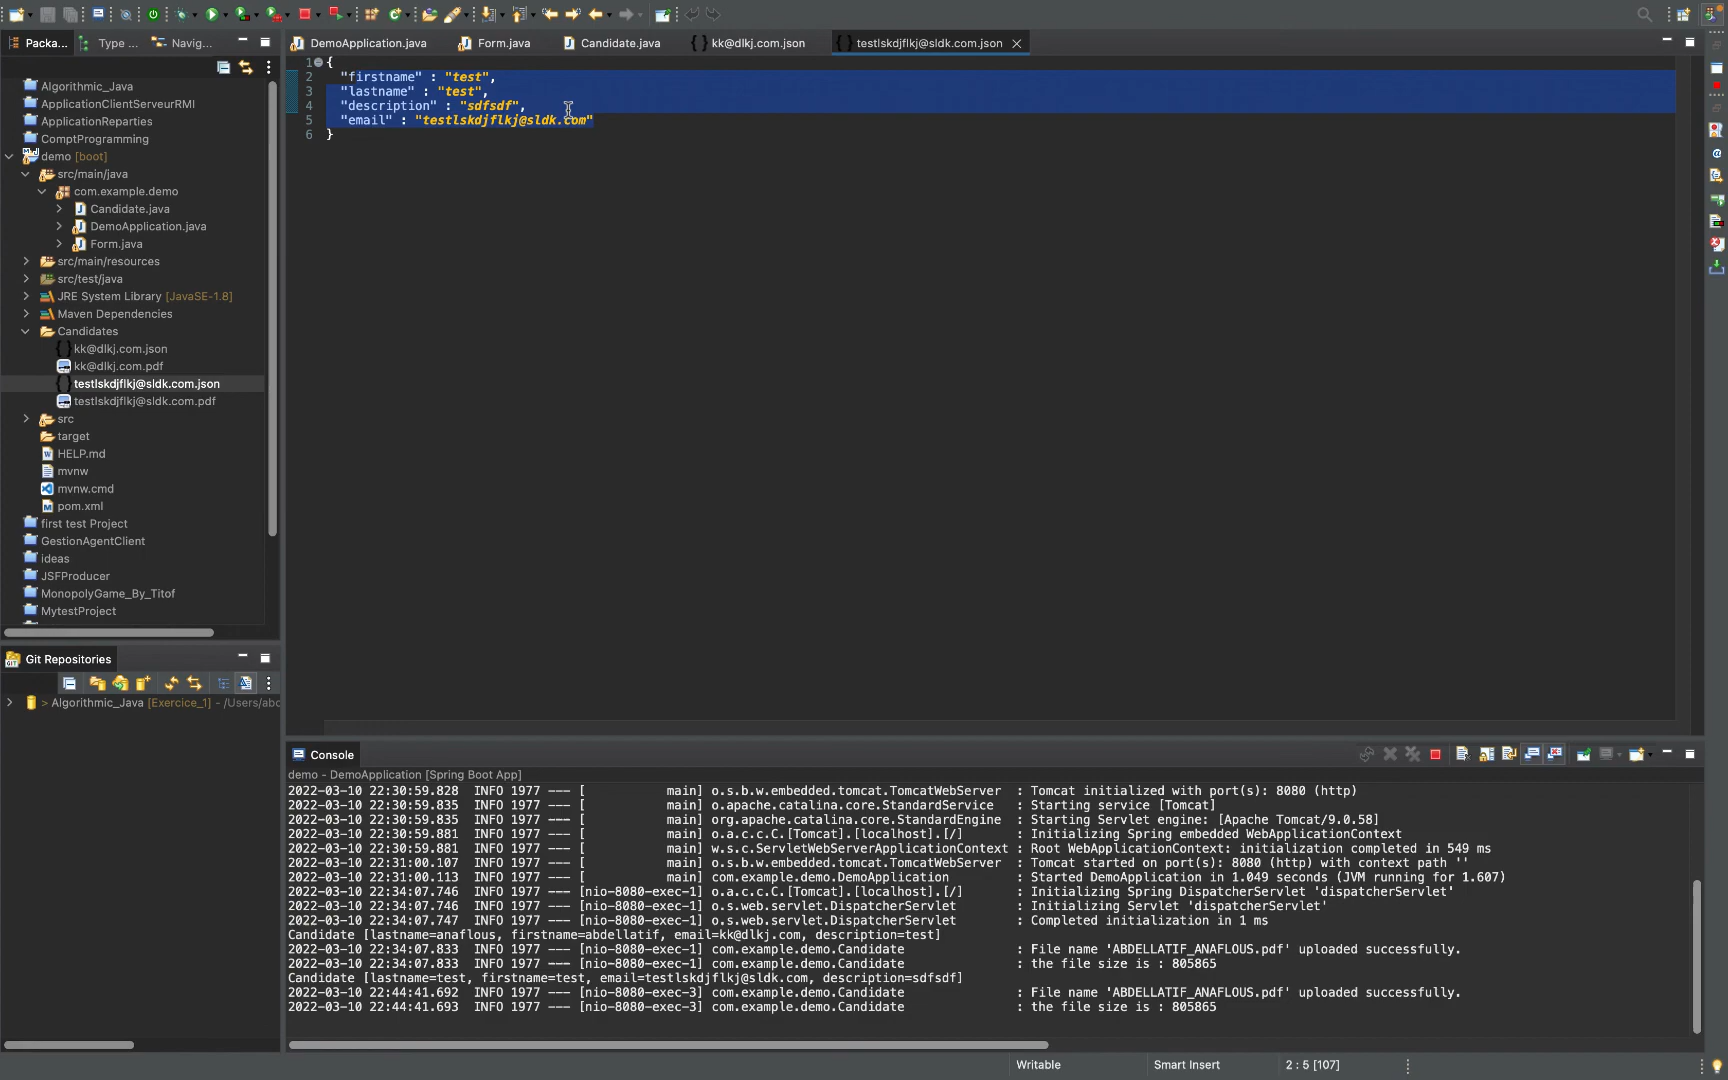 Packa...
Type ...
Navig...
DemoApplication.java
Form.java
Candidate.java
kk@dlkj.com.json
testlskdjflkj@sldk.com.json
Algorithmic_Java
ApplicationClientServeurRMI
ApplicationReparties
ComptProgramming
demo [boot]
src/main/java
com.example.demo
Candidate.java
DemoApplication.java
Form.java
src/main/resources
src/test/java
JRE System Library [JavaSE-1.8]
Maven Dependencies
Candidates
kk@dlkj.com.json
kk@dlkj.com.pdf
testlskdjflkj@sldk.com.json
testlskdjflkj@sldk.com.pdf
src
target
HELP.md
mvnw
mvnw.cmd
pom.xml
first test Project
GestionAgentClient
ideas
JSFProducer
MonopolyGame_By_Titof
MytestProject
1 {
2 "firstname" : "test",
3 "lastname" : "test",
4 "description" : "sdfsdf",
5 "email" : "testlskdjflkj@sldk.com"
6 }
Git Repositories
> Algorithmic_Java [Exercice_1] - /Users/abc
Console
demo - DemoApplication [Spring Boot App]
2022-03-10 22:30:59.828 INFO 1977 --- [ main] o.s.b.w.embedded.tomcat.TomcatWebServer : Tomcat initialized with port(s): 8080 (http)
2022-03-10 22:30:59.835 INFO 1977 --- [ main] o.apache.catalina.core.StandardService : Starting service [Tomcat]
2022-03-10 22:30:59.835 INFO 1977 --- [ main] org.apache.catalina.core.StandardEngine : Starting Servlet engine: [Apache Tomcat/9.0.58]
2022-03-10 22:30:59.881 INFO 1977 --- [ main] o.a.c.c.C.[Tomcat].[localhost].[/] : Initializing Spring embedded WebApplicationContext
2022-03-10 22:30:59.881 INFO 1977 --- [ main] w.s.c.ServletWebServerApplicationContext : Root WebApplicationContext: initialization completed in 549 ms
2022-03-10 22:31:00.107 INFO 1977 --- [ main] o.s.b.w.embedded.tomcat.TomcatWebServer : Tomcat started on port(s): 8080 (http) with context path ''
2022-03-10 22:31:00.113 INFO 1977 --- [ main] com.example.demo.DemoApplication : Started DemoApplication in 1.049 seconds (JVM running for 1.607)
2022-03-10 22:34:07.746 INFO 1977 --- [nio-8080-exec-1] o.a.c.c.C.[Tomcat].[localhost].[/] : Initializing Spring DispatcherServlet 'dispatcherServlet'
2022-03-10 22:34:07.746 INFO 1977 --- [nio-8080-exec-1] o.s.web.servlet.DispatcherServlet : Initializing Servlet 'dispatcherServlet'
2022-03-10 22:34:07.747 INFO 1977 --- [nio-8080-exec-1] o.s.web.servlet.DispatcherServlet : Completed initialization in 1 ms
Candidate [lastname=anaflous, firstname=abdellatif, email=kk@dlkj.com, description=test]
2022-03-10 22:34:07.833 INFO 1977 --- [nio-8080-exec-1] com.example.demo.Candidate : File name 'ABDELLATIF_ANAFLOUS.pdf' uploaded successfully.
2022-03-10 22:34:07.833 INFO 1977 --- [nio-8080-exec-1] com.example.demo.Candidate : the file size is : 805865
Candidate [lastname=test, firstname=test, email=testlskdjflkj@sldk.com, description=sdfsdf]
2022-03-10 22:44:41.692 INFO 1977 --- [nio-8080-exec-3] com.example.demo.Candidate : File name 'ABDELLATIF_ANAFLOUS.pdf' uploaded successfully.
2022-03-10 22:44:41.693 INFO 1977 --- [nio-8080-exec-3] com.example.demo.Candidate : the file size is : 805865
Writable
Smart Insert
2 : 5 [107]